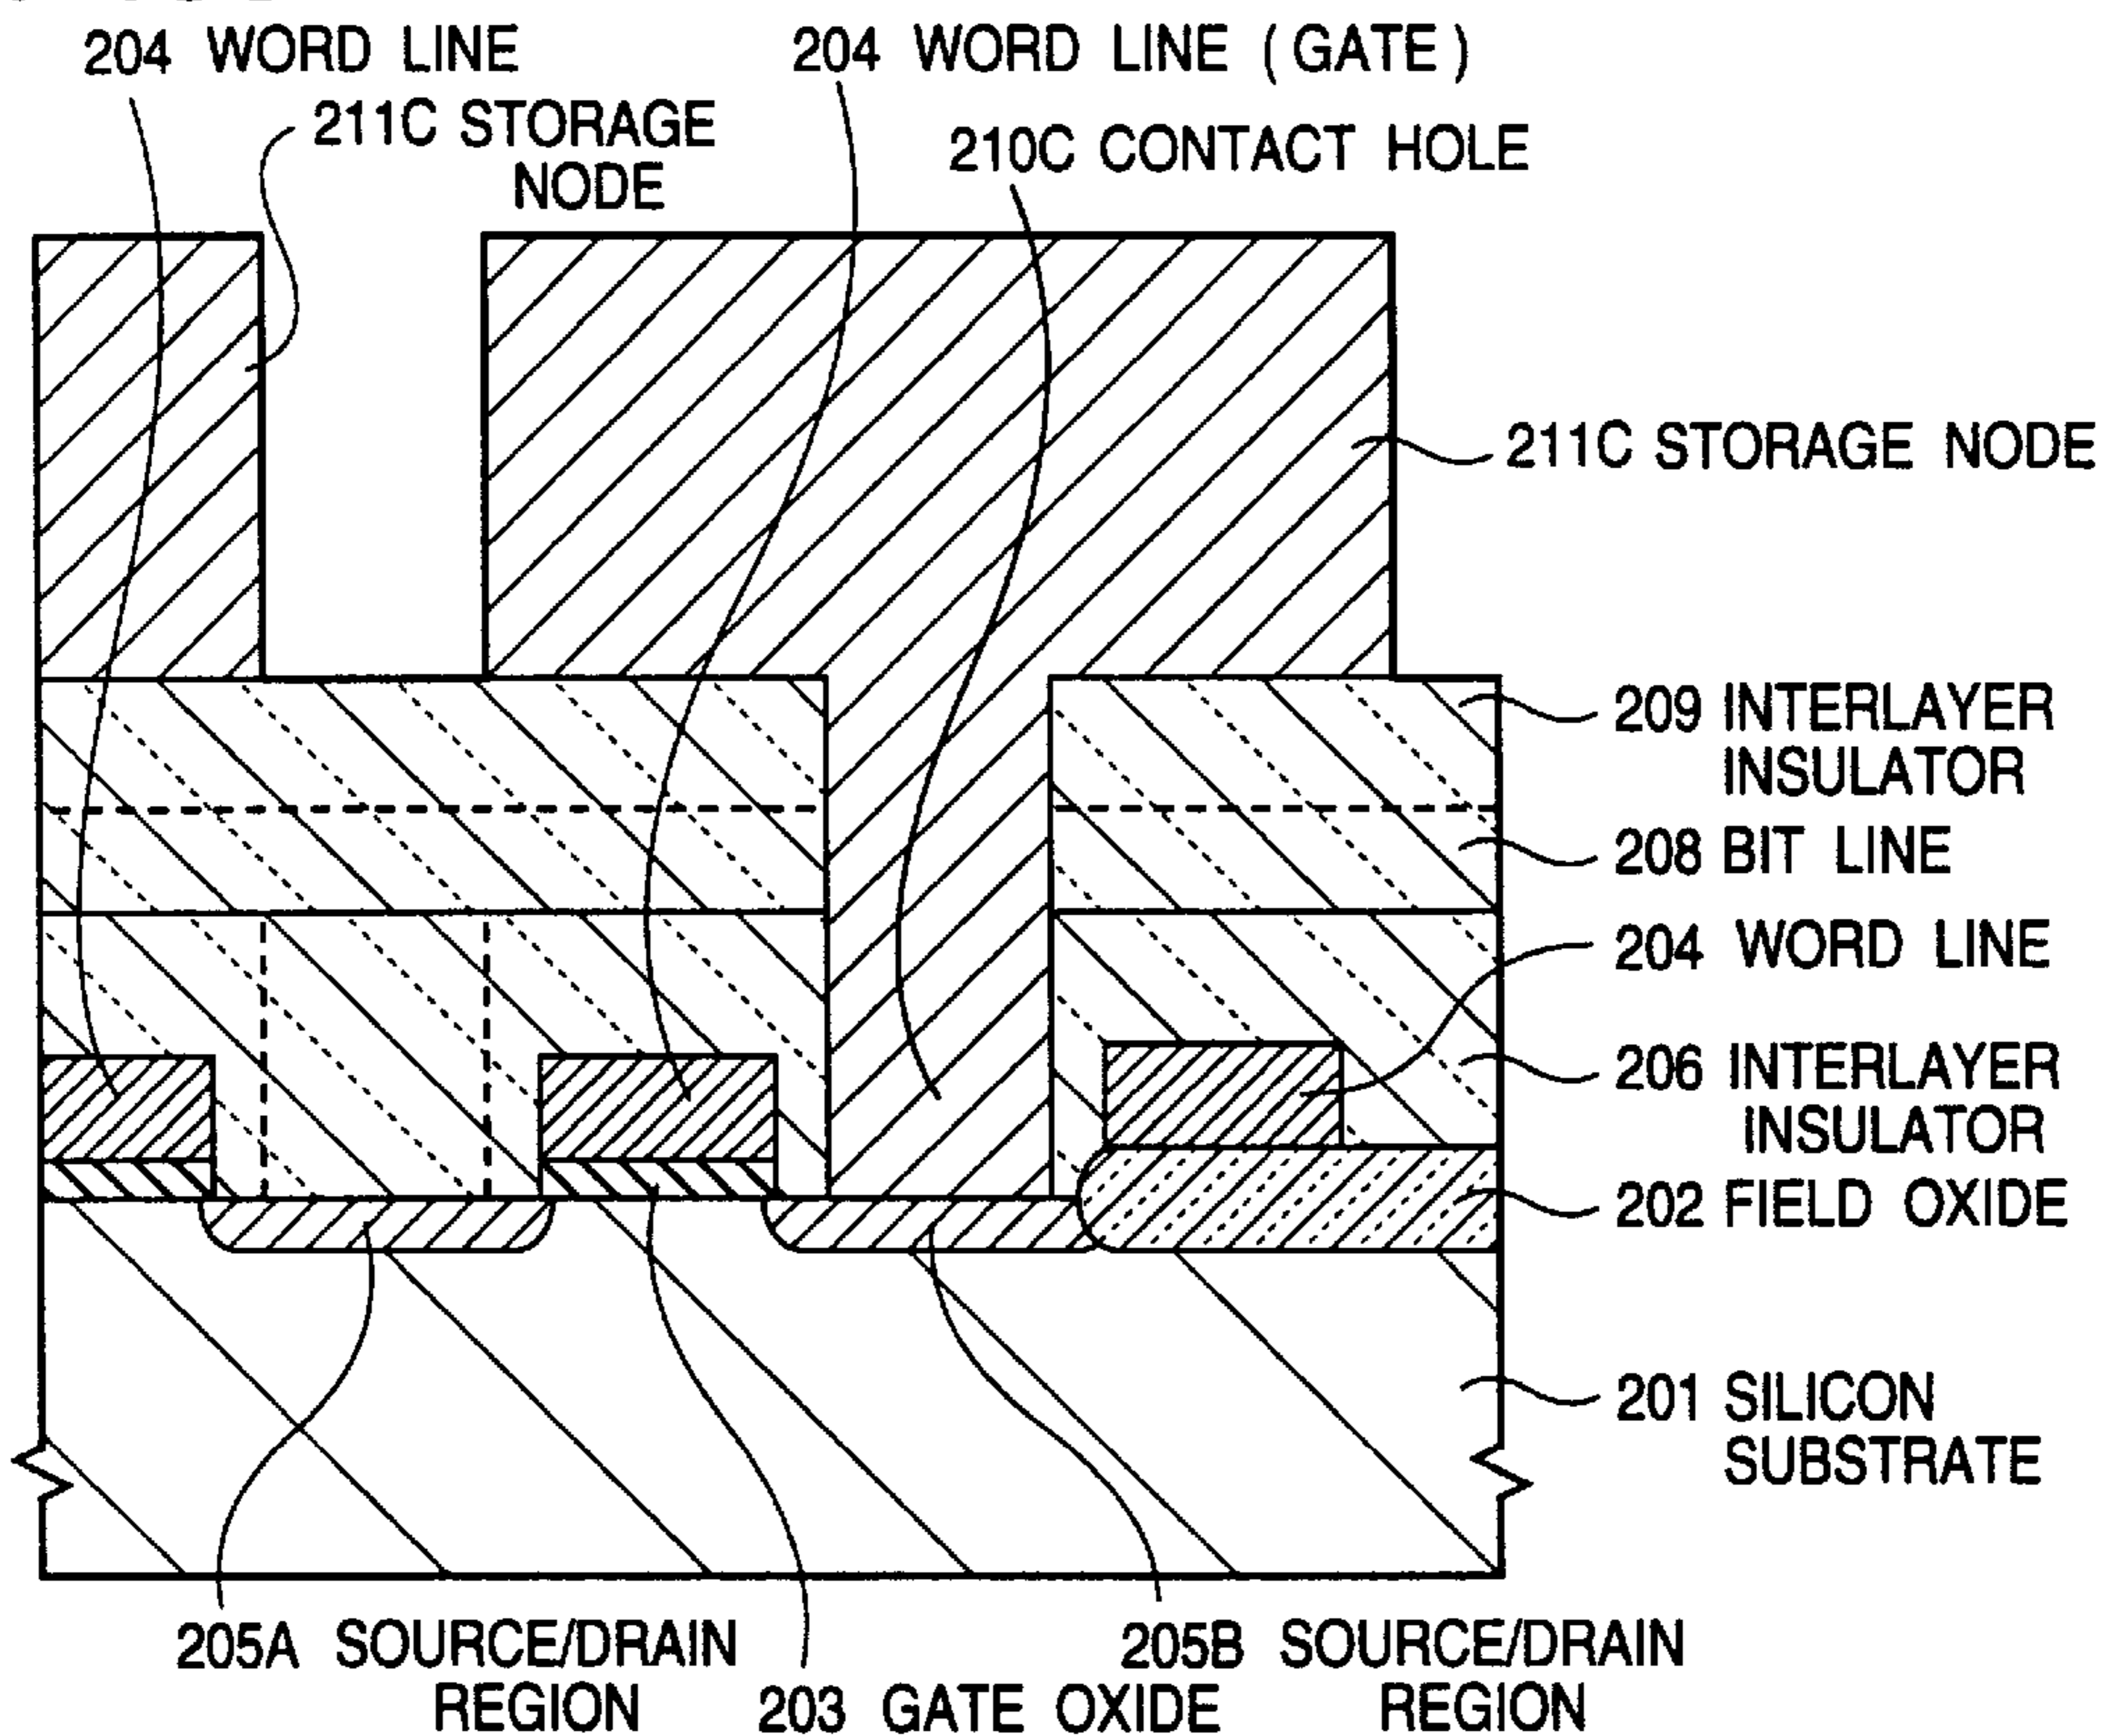 204 WORD LINE
204 WORD LINE (GATE)
211C STORAGE
NODE
210C CONTACT HOLE
211C STORAGE NODE
209 INTERLAYER
INSULATOR
208 BIT LINE
204 WORD LINE
206 INTERLAYER
INSULATOR
202 FIELD OXIDE
201 SILICON
SUBSTRATE
205A SOURCE/DRAIN
REGION
203 GATE OXIDE
205B SOURCE/DRAIN
REGION